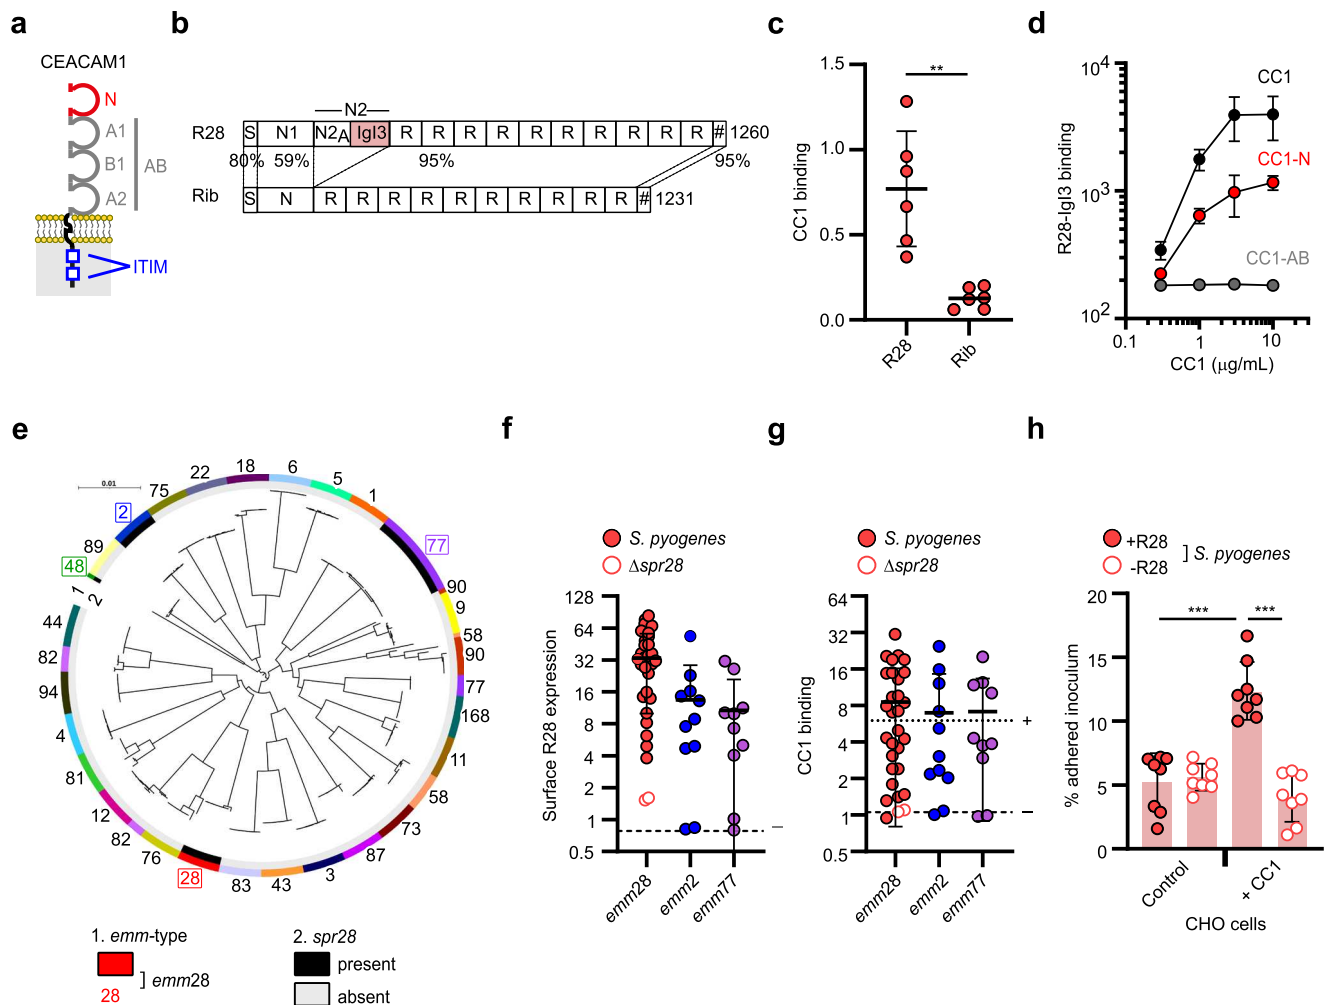 a
CEACAM1
N
A1
B1
A2
AB
ITIM
b
N2
R28 S N1 N2A IgI3 R R R R R R R R R R # 1260
80% 59% 95% 95%
Rib S N R R R R R R R R R R # 1231
c
CC1 binding
1.5
1.0
0.5
0.0
**
R28
Rib
d
R28-IgI3 binding
10^4
10^3
10^2
CC1
CC1-N
CC1-AB
0.1 1 10
CC1 (µg/mL)
e
0.01
18
6
5
1
77
90
9
58
90
77
168
11
58
73
87
3
43
83
28
76
82
12
81
4
94
82
44
1
2
48
89
2
75
22
1. emm-type
emm28
28
2. spr28
present
absent
f
S. pyogenes
Δspr28
Surface R28 expression
128
64
32
16
8
4
2
1
0.5
–
emm28
emm2
emm77
g
S. pyogenes
Δspr28
CC1 binding
64
32
16
8
4
2
1
0.5
+
–
emm28
emm2
emm77
h
+R28
-R28
S. pyogenes
% adhered inoculum
20
15
10
5
0
*** ***
Control
+ CC1
CHO cells